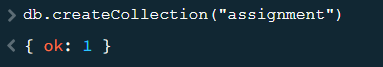 > db.createCollection("assignment")
< { ok: 1 }